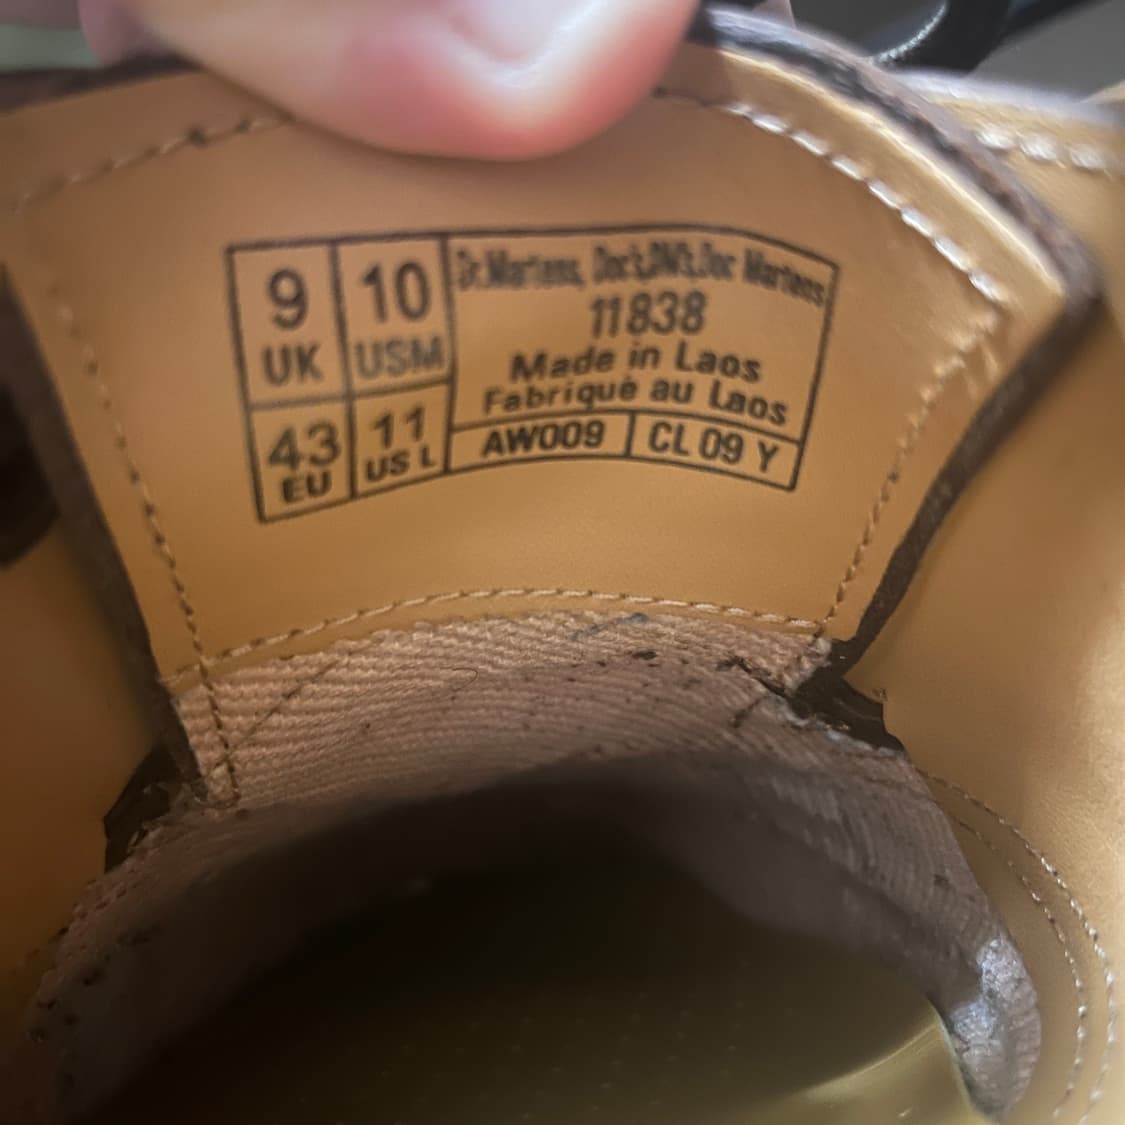 9
UK
10
USM
43
EU
11
US L
Dr.Martens, Doc's,DM's,Doc Martens
11838
Made in Laos
Fabriqué au Laos
AW009
CL 09 Y